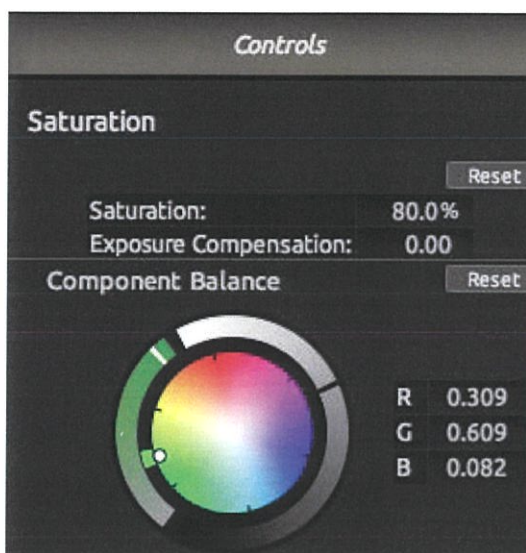 Controls
Saturation
Reset
Saturation: 80.0%
Exposure Compensation: 0.00
Component Balance Reset
R 0.309
G 0.609
B 0.082